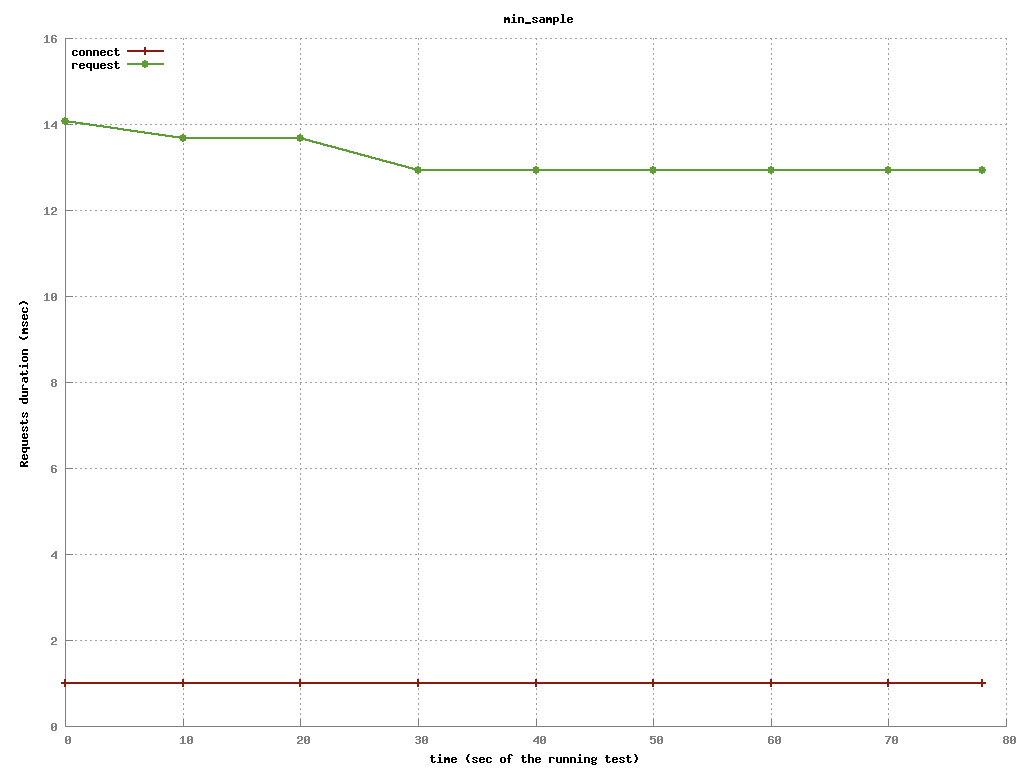 min_sample
16
connect
request
14
12
10
8
6
4
2
0
Requests duration (msec)
0 10 20 30 40 50 60 70 80
time (sec of the running test)